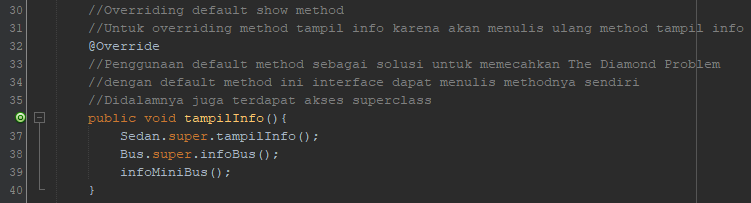 30 //Overriding default show method
31 //Untuk overriding method tampil info karena akan menulis ulang method tampil info
32 @Override
33 //Penggunaan default method sebagai solusi untuk memecahkan The Diamond Problem
34 //dengan default method ini interface dapat menulis methodnya sendiri
35 //Didalamnya juga terdapat akses superclass
public void tampilInfo(){
37 Sedan.super.tampilInfo();
38 Bus.super.infoBus();
39 infoMiniBus();
40 }